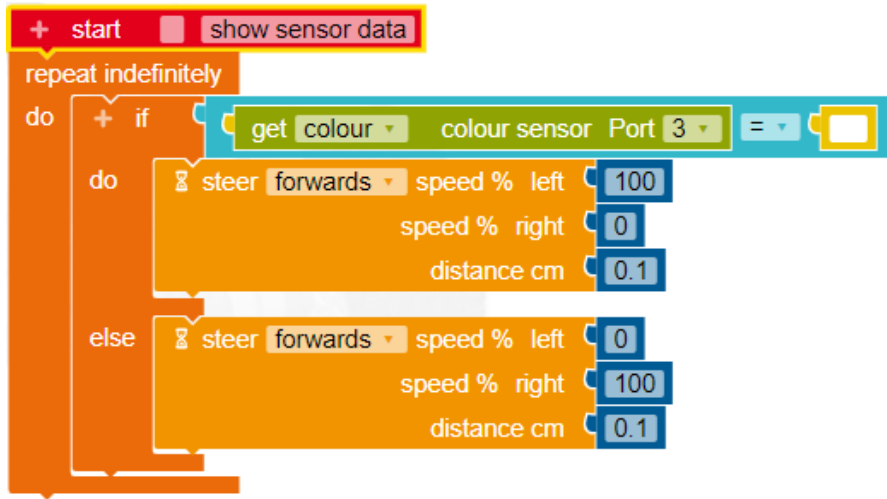 + start show sensor data
repeat indefinitely
do + if get colour colour sensor Port 3 =
do steer forwards speed % left 100
speed % right 0
distance cm 0.1
else steer forwards speed % left 0
speed % right 100
distance cm 0.1